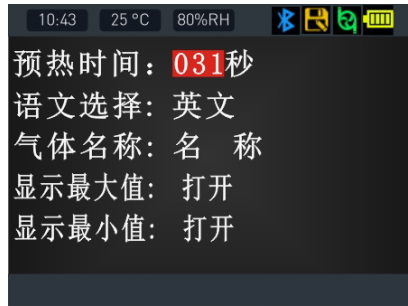 10:43 25°C 80%RH
预热时间：031秒
语文选择：英文
气体名称：名 称
显示最大值：打开
显示最小值：打开